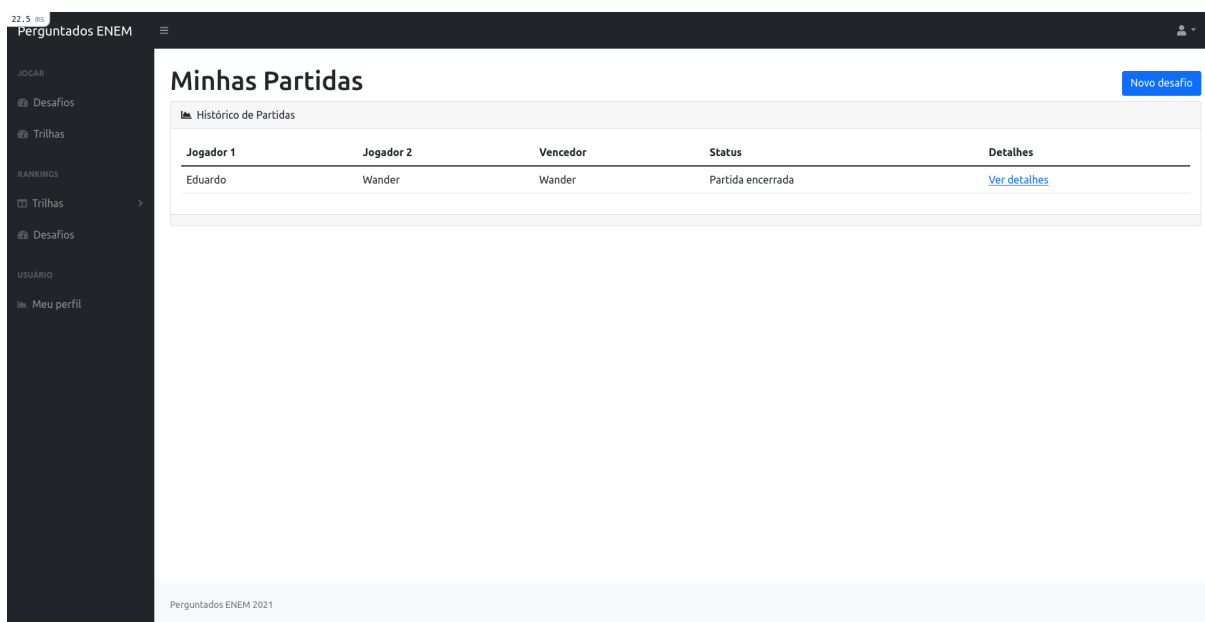 22.5 ms
Perguntados ENEM
JOGAR
Desafios
Trilhas
RANKINGS
Trilhas
Desafios
USUÁRIO
Meu perfil
Minhas Partidas
Novo desafio
Histórico de Partidas
Jogador 1 Jogador 2 Vencedor Status Detalhes
Eduardo Wander Wander Partida encerrada Ver detalhes
Perguntados ENEM 2021